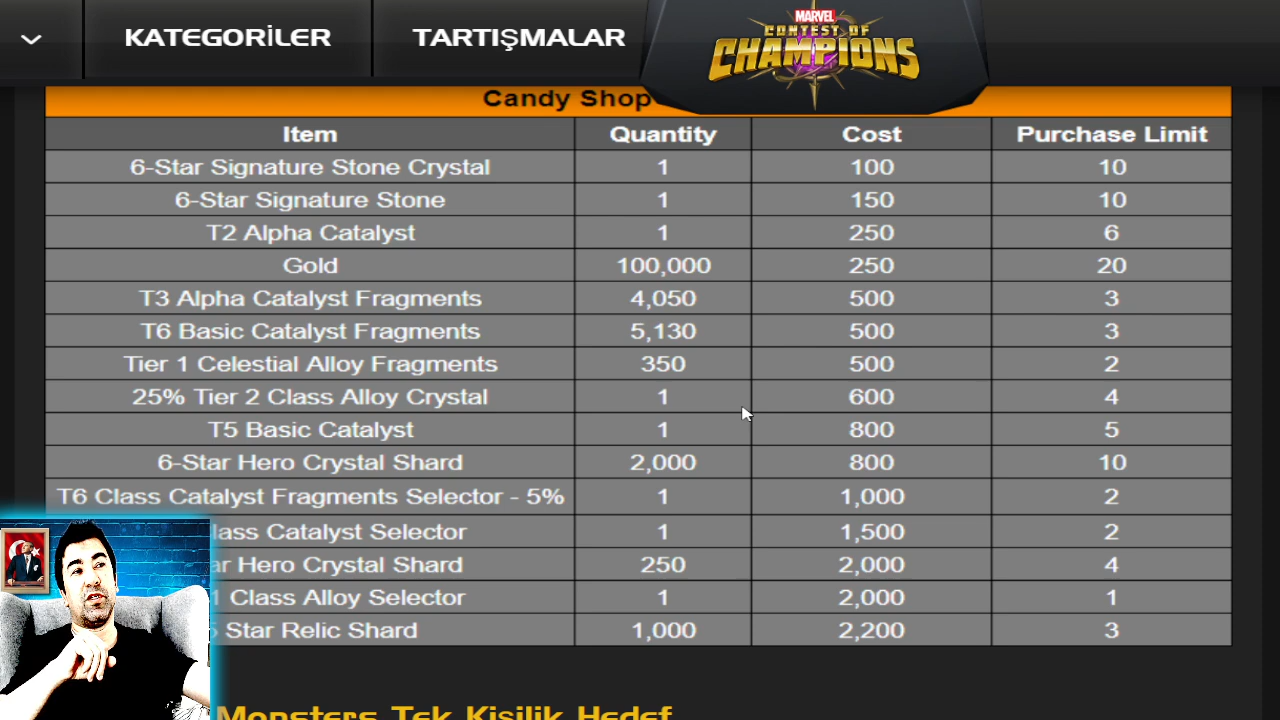 KATEGORİLER TARTIŞMALAR MARVEL
CONTEST OF
CHAMPIONS
Candy Shop
Item Quantity Cost Purchase Limit
6-Star Signature Stone Crystal 1 100 10
6-Star Signature Stone 1 150 10
T2 Alpha Catalyst 1 250 6
Gold 100,000 250 20
T3 Alpha Catalyst Fragments 4,050 500 3
T6 Basic Catalyst Fragments 5,130 500 3
Tier 1 Celestial Alloy Fragments 350 500 2
25% Tier 2 Class Alloy Crystal 1 600 4
T5 Basic Catalyst 1 800 5
6-Star Hero Crystal Shard 2,000 800 10
T6 Class Catalyst Fragments Selector - 5% 1 1,000 2
Catalyst Selector 1 1,500 2
Hero Crystal Shard 250 2,000 4
1 Class Alloy Selector 1 2,000 1
Star Relic Shard 1,000 2,200 3
Monsters Tek Kişilik Hedef